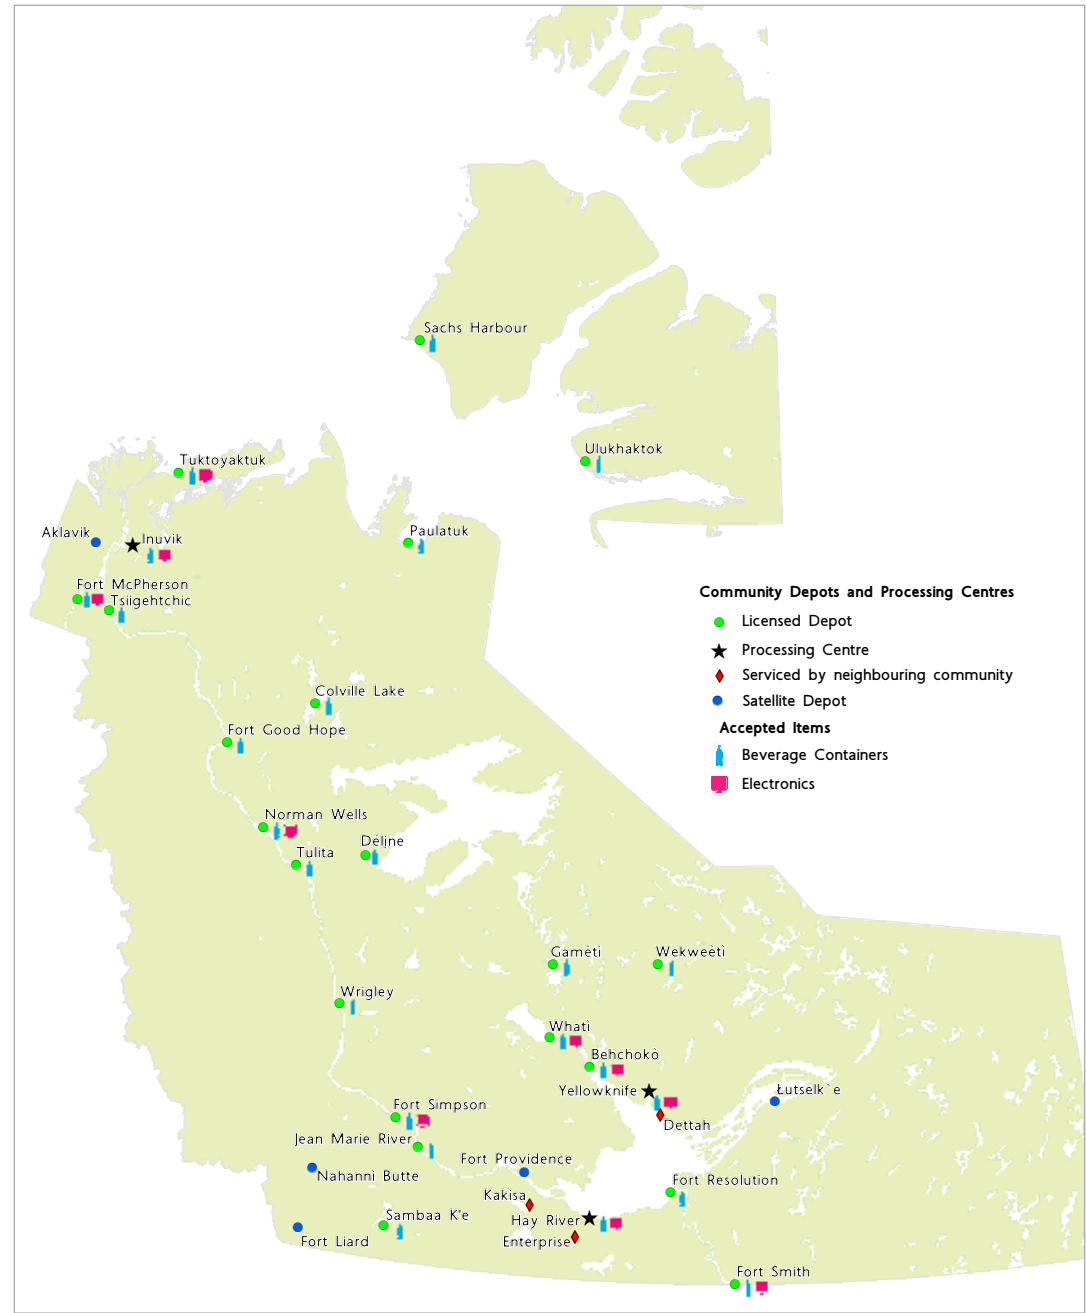 Sachs Harbour
Ulukhaktok
Tuktoyaktuk
Aklavik
Inuvik
Paulatuk
Fort McPherson
Tsiigehtchic
Community Depots and Processing Centres
Licensed Depot
Processing Centre
Serviced by neighbouring community
Satellite Depot
Accepted Items
Beverage Containers
Electronics
Colville Lake
Fort Good Hope
Norman Wells
Déline
Tulita
Gamètì
Wekweètì
Wrigley
Whatì
Behchokò
Yellowknife
Łutselk`e
Dettah
Fort Simpson
Jean Marie River
Fort Providence
Nahanni Butte
Fort Resolution
Kakisa
Sambaa K'e
Hay River
Fort Liard
Enterprise
Fort Smith